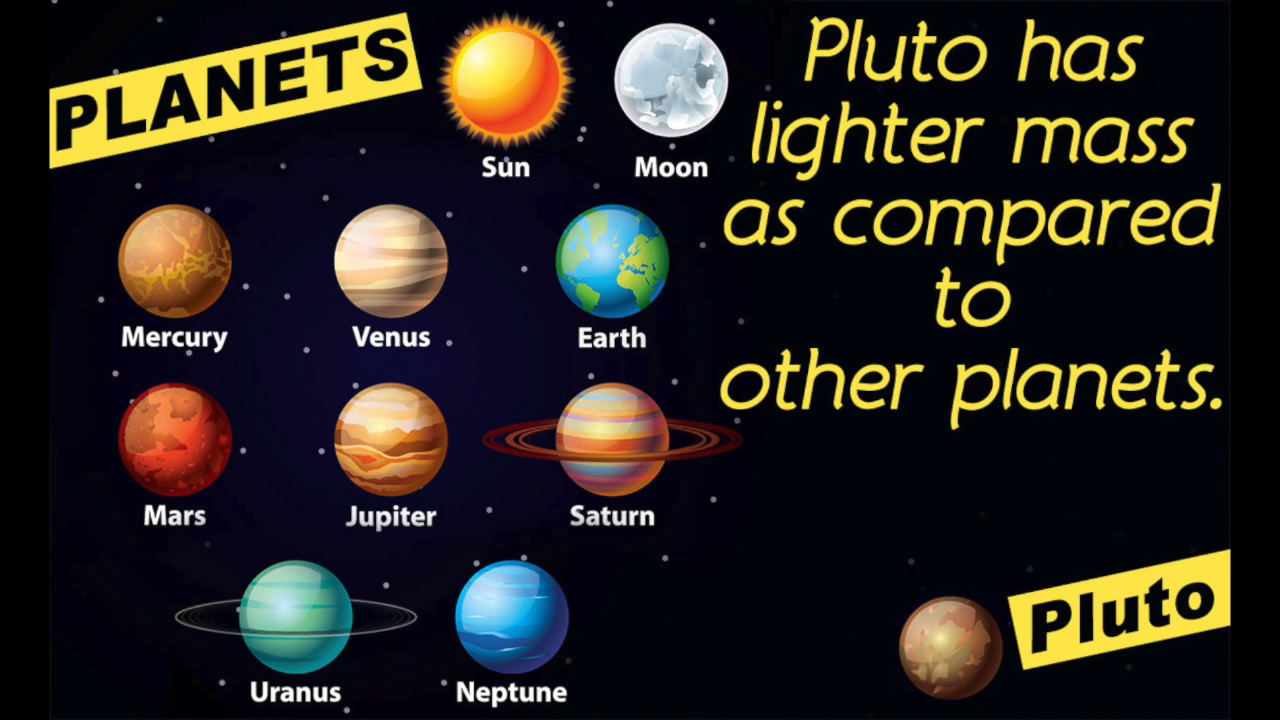 PLANETS
Sun
Moon
Pluto has
lighter mass
as compared
to
other planets.
Mercury
Venus
Earth
Mars
Jupiter
Saturn
Uranus
Neptune
Pluto